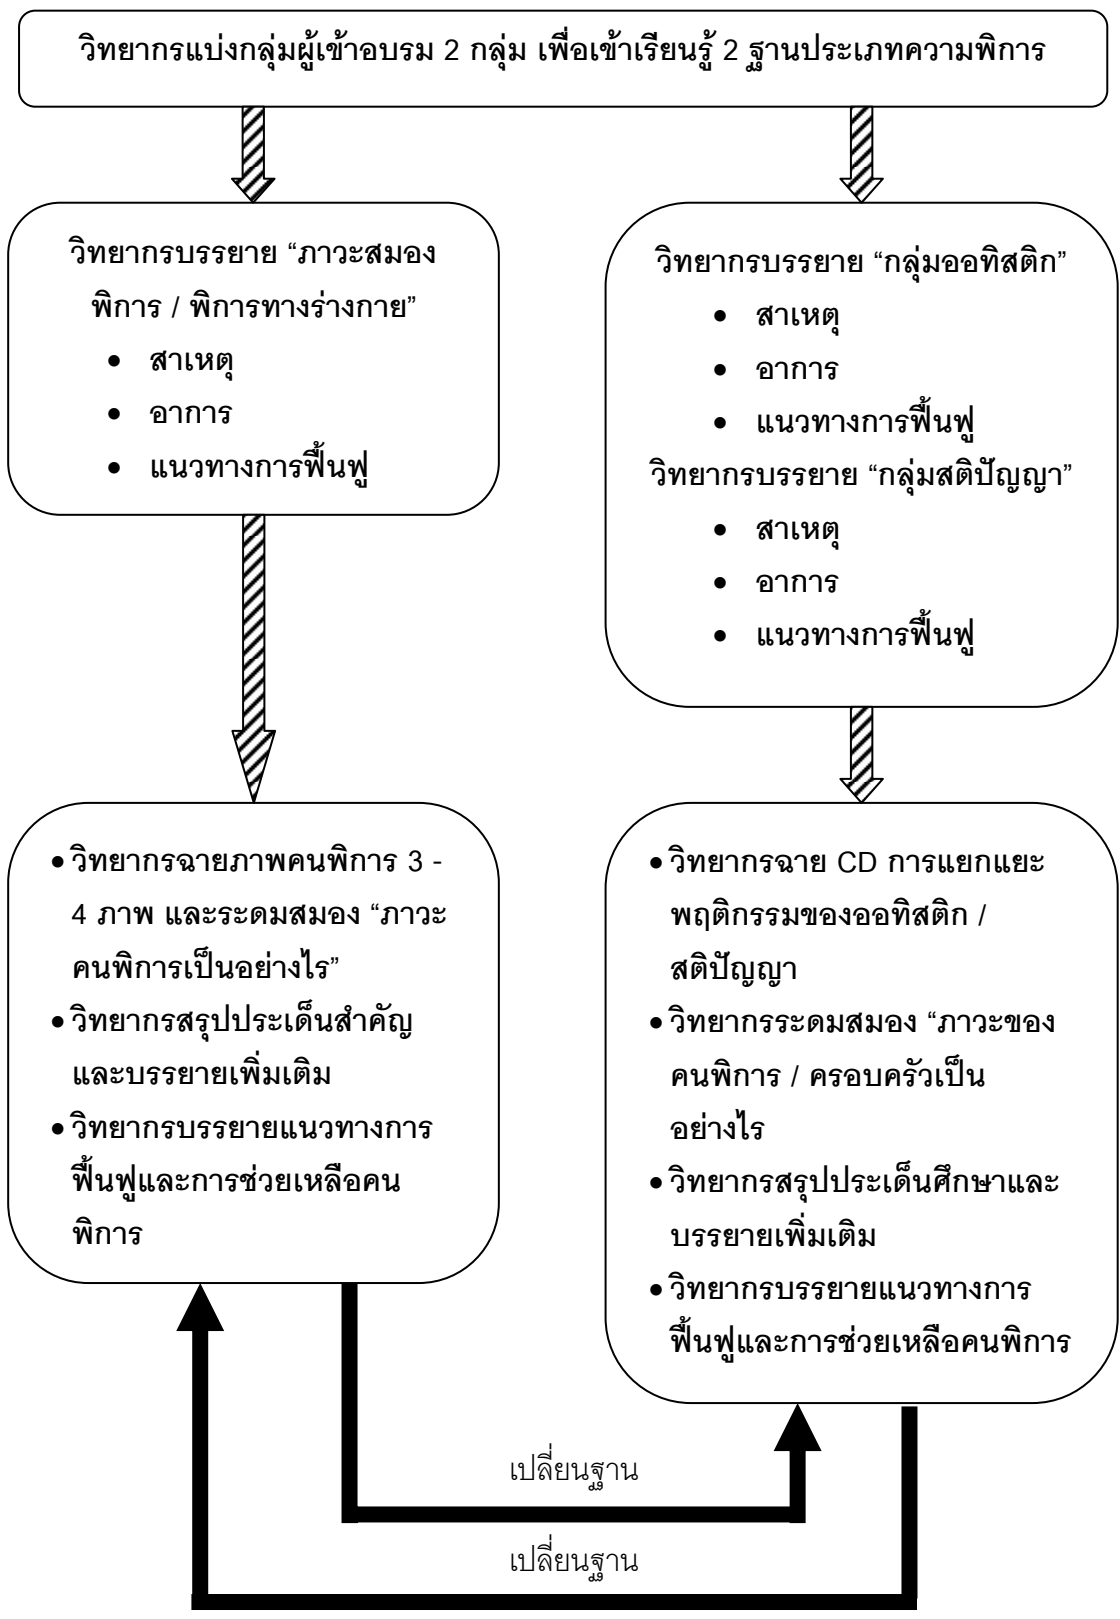 วิทยากรแบ่งกลุ่มผู้เข้าอบรม 2 กลุ่ม เพื่อเข้าเรียนรู้ 2 ฐานประเภทความพิการ
วิทยากรบรรยาย “ภาวะสมอง
พิการ / พิการทางร่างกาย”
• สาเหตุ
• อาการ
• แนวทางการฟื้นฟู
วิทยากรบรรยาย “กลุ่มออทิสติก”
• สาเหตุ
• อาการ
• แนวทางการฟื้นฟู
วิทยากรบรรยาย “กลุ่มสติปัญญา”
• สาเหตุ
• อาการ
• แนวทางการฟื้นฟู
• วิทยากรฉายภาพคนพิการ 3 -
4 ภาพ และระดมสมอง “ภาวะ
คนพิการเป็นอย่างไร”
• วิทยากรสรุปประเด็นสำคัญ
และบรรยายเพิ่มเติม
• วิทยากรบรรยายแนวทางการ
ฟื้นฟูและการช่วยเหลือคน
พิการ
• วิทยากรฉาย CD การแยกแยะ
พฤติกรรมของออทิสติก /
สติปัญญา
• วิทยากรระดมสมอง “ภาวะของ
คนพิการ / ครอบครัวเป็น
อย่างไร
• วิทยากรสรุปประเด็นศึกษาและ
บรรยายเพิ่มเติม
• วิทยากรบรรยายแนวทางการ
ฟื้นฟูและการช่วยเหลือคนพิการ
เปลี่ยนฐาน
เปลี่ยนฐาน